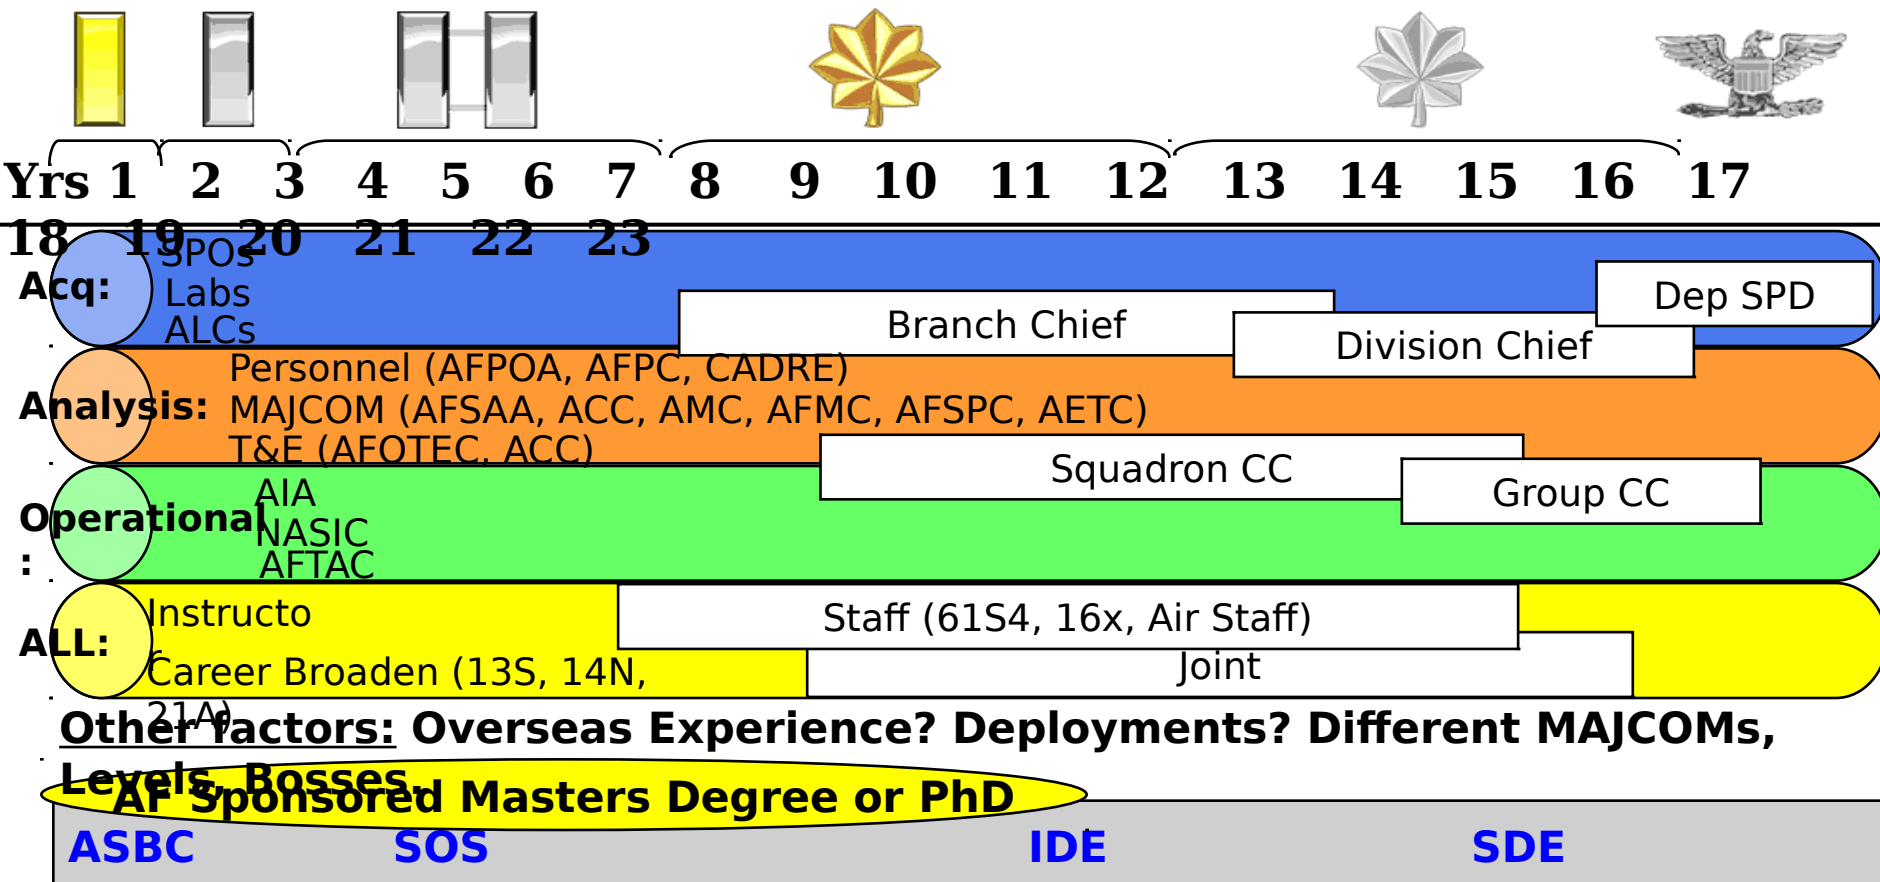 Yrs 1 2 3 4 5 6 7 8 9 10 11 12 13 14 15 16 17
18 19 20 21 22 23
Acq:
SPOs
Labs
ALCs
Branch Chief
Division Chief
Dep SPD
Analysis:
Personnel (AFPOA, AFPC, CADRE)
MAJCOM (AFSAA, ACC, AMC, AFMC, AFSPC, AETC)
T&E (AFOTEC, ACC)
Squadron CC
Group CC
Operational
:
AIA
NASIC
AFTAC
ALL:
Instructo
r
Career Broaden (13S, 14N,
21A)
Staff (61S4, 16x, Air Staff)
Joint
Other factors: Overseas Experience? Deployments? Different MAJCOMs,
Levels, Bosses.
AF Sponsored Masters Degree or PhD
ASBC SOS IDE SDE